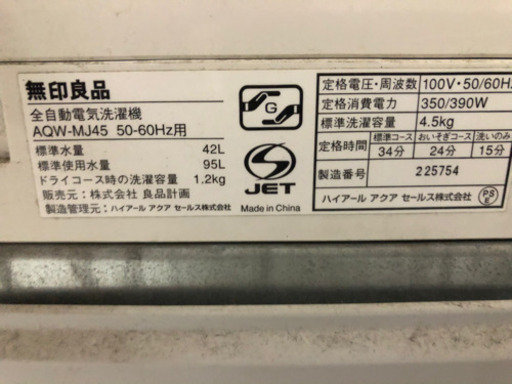 無印良品
全自動電気洗濯機
AQW-MJ45 50-60Hz用
標準水量 42L
標準使用水量 95L
ドライコース時の洗濯容量 1.2kg
販売元：株式会社 良品計画
製造管理元：ハイアール アクア セールス株式会社
G
S
JET
Made in China
定格電圧・周波数 100V・50/60Hz
定格消費電力 350/390W
標準洗濯容量 4.5kg
定格時間 標準コース おいそぎコース 洗いのみ
34分 24分 15分
製造番号 225754
ハイアール アクア セールス株式会社
PS
E